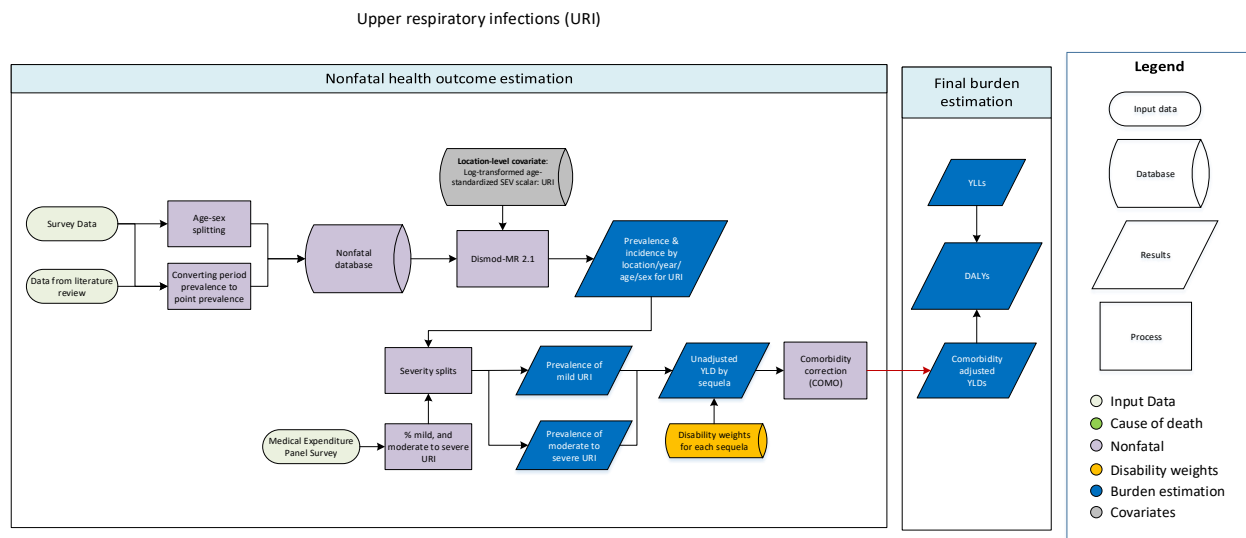 Upper respiratory infections (URI)
Nonfatal health outcome estimation
Location-level covariate:
Log-transformed age-
standardized SEV scalar: URI
Survey Data
Age-sex
splitting
Data from literature
review
Converting period
prevalence to
point prevalence
Nonfatal
database
Dismod-MR 2.1
Prevalence &
incidence by
location/year/
age/sex for URI
Severity splits
Medical Expenditure
Panel Survey
% mild, and
moderate to severe
URI
Prevalence of
mild URI
Prevalence of
moderate to
severe URI
Unadjusted
YLD by
sequela
Disability weights
for each sequela
Comorbidity
correction
(COMO)
Final burden
estimation
YLLs
DALYs
Comorbidity
adjusted
YLDs
Legend
Input data
Database
Results
Process
Input Data
Cause of death
Nonfatal
Disability weights
Burden estimation
Covariates